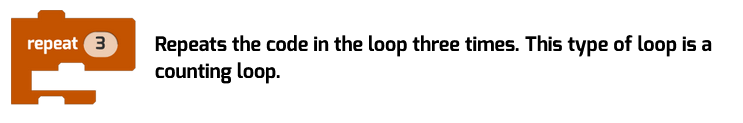 repeat 3
Repeats the code in the loop three times. This type of loop is a
counting loop.